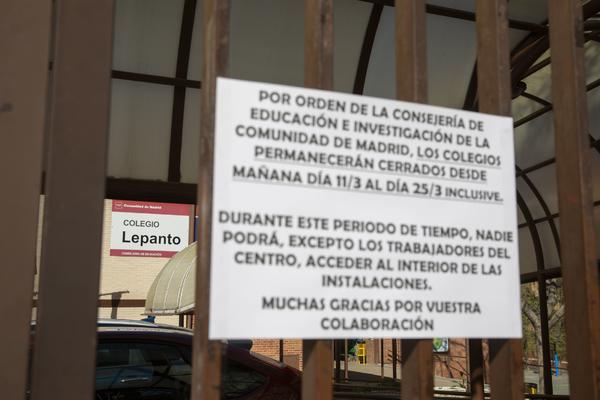 POR ORDEN DE LA CONSEJERÍA DE
EDUCACIÓN E INVESTIGACIÓN DE LA
COMUNIDAD DE MADRID, LOS COLEGIOS
PERMANECERÁN CERRADOS DESDE
MAÑANA DÍA 11/3 AL DÍA 25/3 INCLUSIVE.
DURANTE ESTE PERIODO DE TIEMPO, NADIE
PODRÁ, EXCEPTO LOS TRABAJADORES DEL
CENTRO, ACCEDER AL INTERIOR DE LAS
INSTALACIONES.
MUCHAS GRACIAS POR VUESTRA
COLABORACIÓN
Comunidad de Madrid
COLEGIO
Lepanto